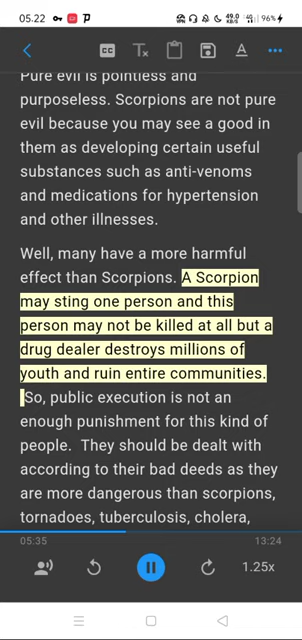 05.22 49.0 KB/S 4G 96%
Pure evil is pointless and
purposeless. Scorpions are not pure
evil because you may see a good in
them as developing certain useful
substances such as anti-venoms
and medications for hypertension
and other illnesses.
Well, many have a more harmful
effect than Scorpions. A Scorpion
may sting one person and this
person may not be killed at all but a
drug dealer destroys millions of
youth and ruin entire communities.
So, public execution is not an
enough punishment for this kind of
people. They should be dealt with
according to their bad deeds as they
are more dangerous than scorpions,
tornadoes, tuberculosis, cholera,
05:35 13:24
1.25x